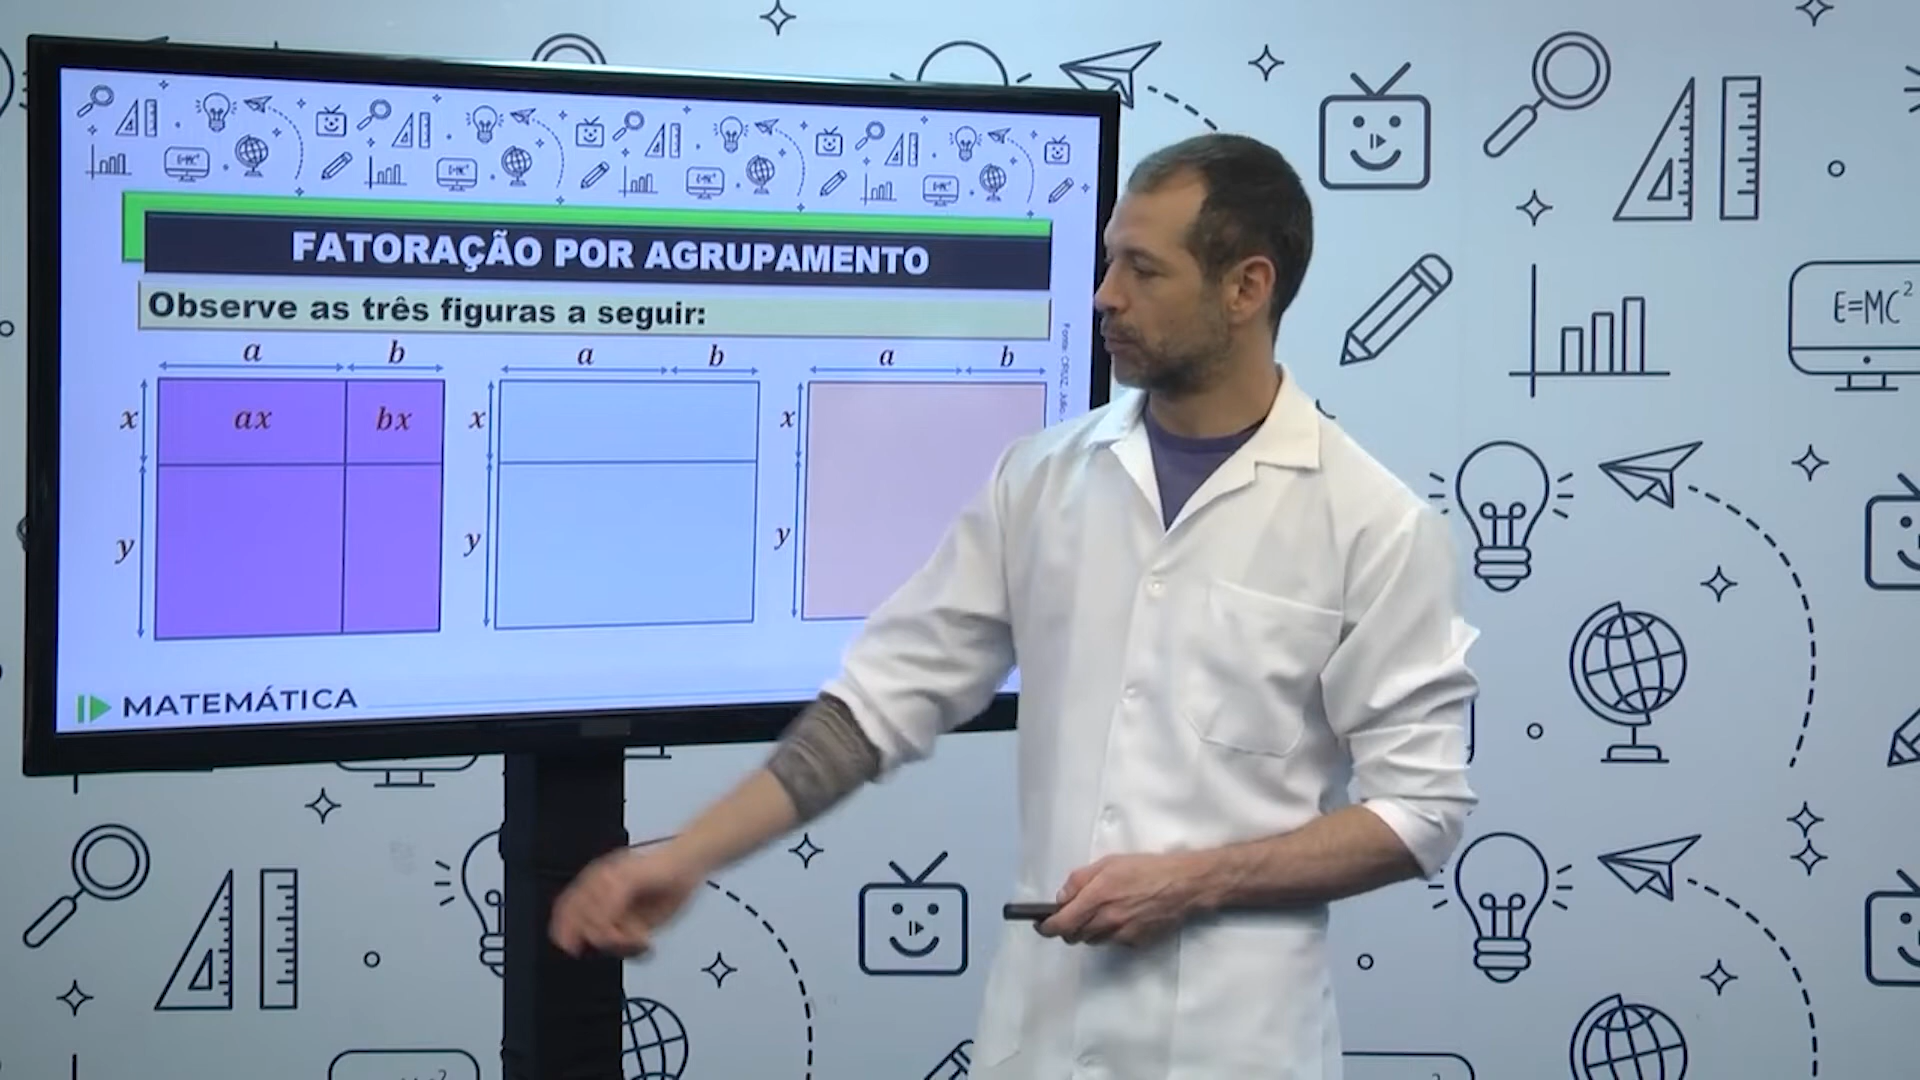 FATORAÇÃO POR AGRUPAMENTO
Observe as três figuras a seguir:
a b a b a b
x ax bx x x
y y y
MATEMÁTICA
E=MC²